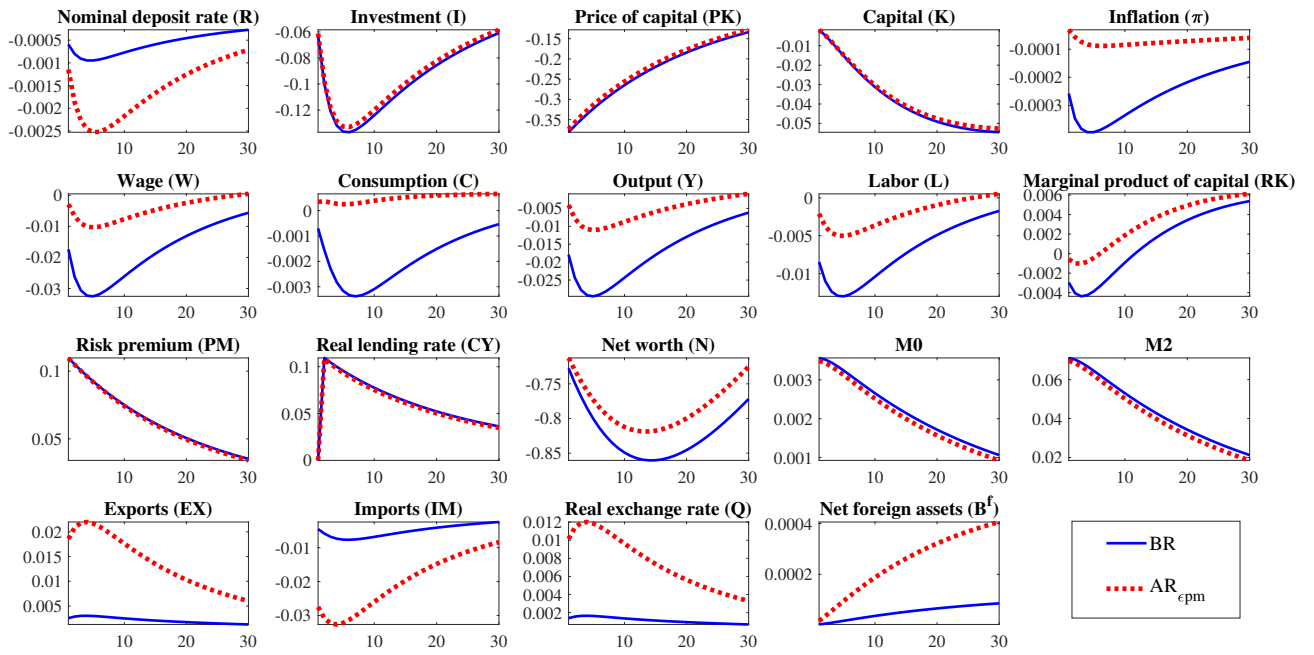 Nominal deposit rate (R)
-0.0005
-0.001
-0.0015
-0.002
-0.0025
10 20 30
Investment (I)
-0.06
-0.08
-0.1
-0.12
10 20 30
Price of capital (PK)
-0.15
-0.2
-0.25
-0.3
-0.35
10 20 30
Capital (K)
-0.01
-0.02
-0.03
-0.04
-0.05
10 20 30
Inflation (π)
-0.0001
-0.0002
-0.0003
10 20 30
Wage (W)
0
-0.01
-0.02
-0.03
10 20 30
Consumption (C)
0
-0.001
-0.002
-0.003
10 20 30
Output (Y)
-0.005
-0.01
-0.015
-0.02
-0.025
10 20 30
Labor (L)
0
-0.005
-0.01
10 20 30
Marginal product of capital (RK)
0.006
0.004
0.002
0
-0.002
-0.004
10 20 30
Risk premium (PM)
0.1
0.05
10 20 30
Real lending rate (CY)
0.1
0.05
0
10 20 30
Net worth (N)
-0.75
-0.8
-0.85
10 20 30
M0
0.003
0.002
0.001
10 20 30
M2
0.06
0.04
0.02
10 20 30
Exports (EX)
0.02
0.015
0.01
0.005
10 20 30
Imports (IM)
-0.01
-0.02
-0.03
10 20 30
Real exchange rate (Q)
0.012
0.01
0.008
0.006
0.004
0.002
10 20 30
Net foreign assets (B^f)
0.0004
0.0002
10 20 30
BR
AR_ϵpm